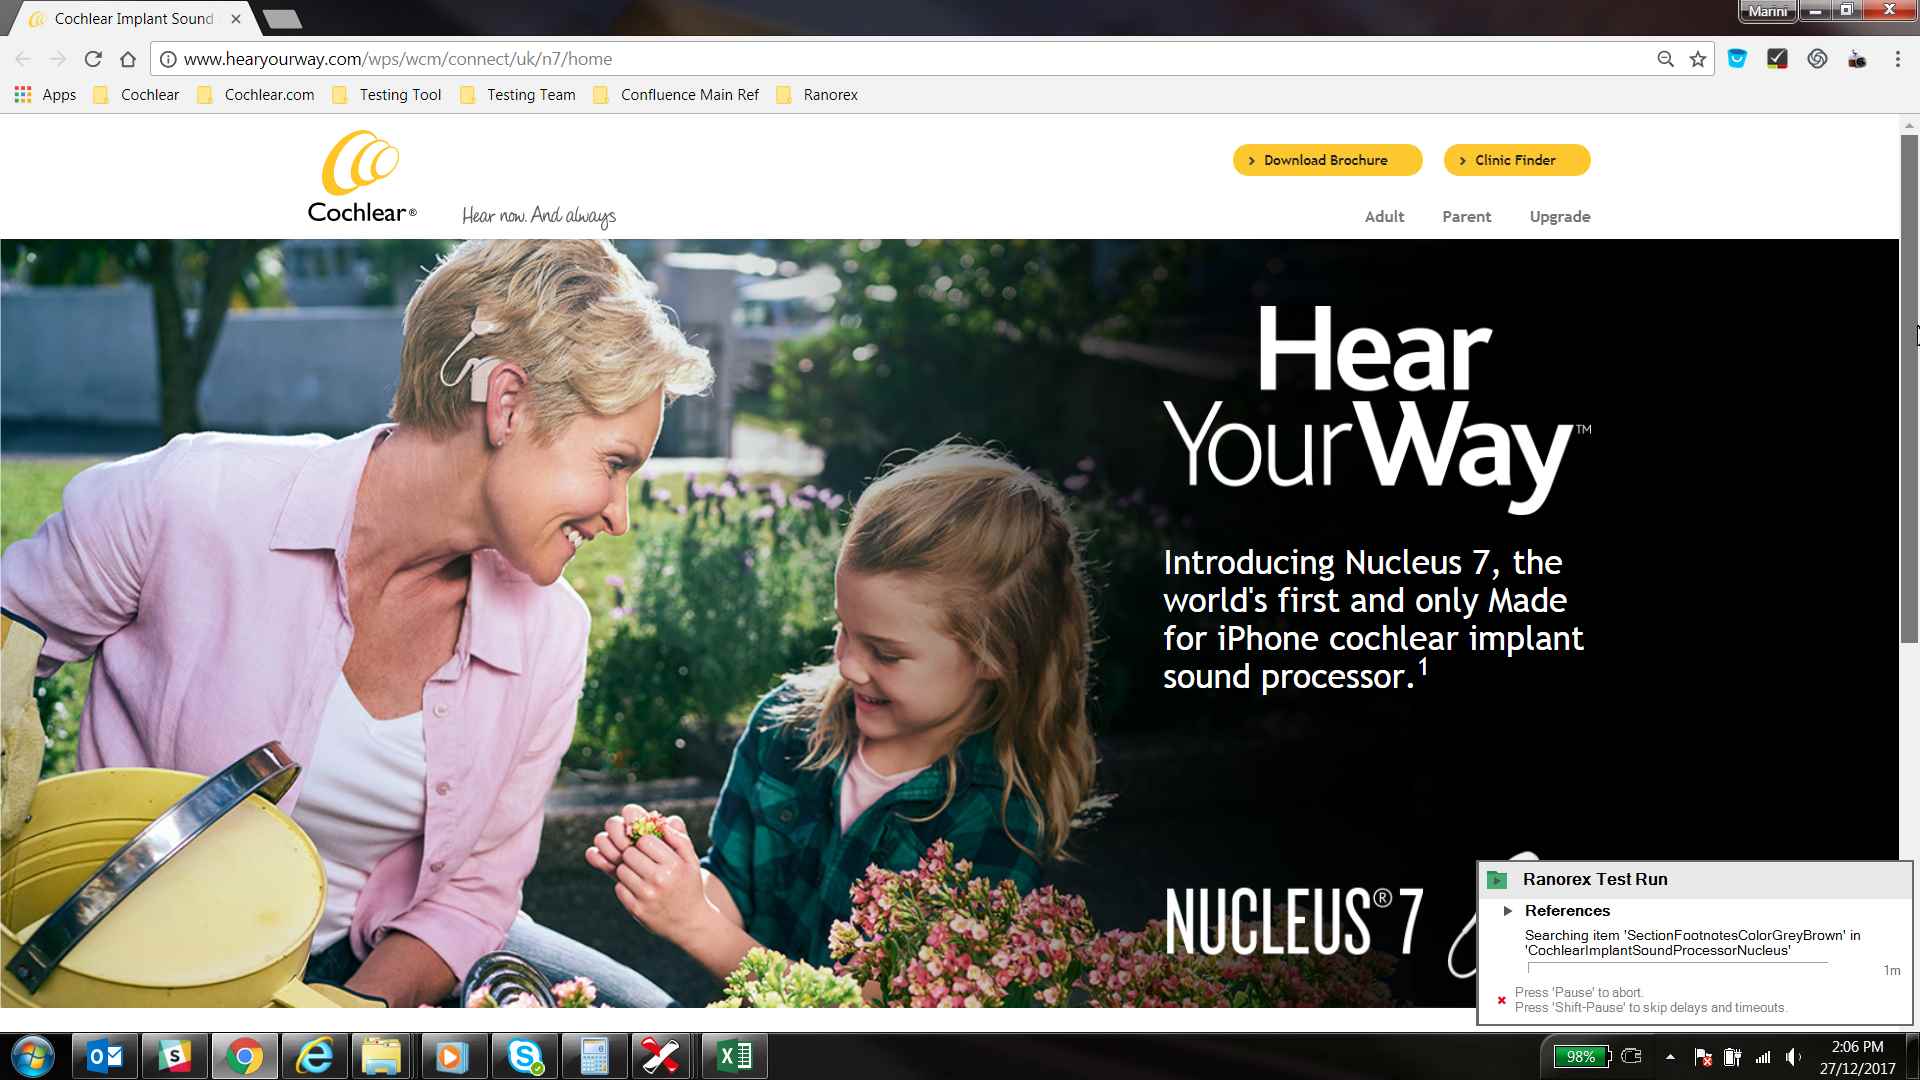 Cochlear Implant Sound
Marini
www.hearyourway.com/wps/wcm/connect/uk/n7/home
Apps Cochlear Cochlear.com Testing Tool Testing Team Confluence Main Ref Ranorex
Download Brochure
Clinic Finder
Cochlear®
Hear now. And always
Adult Parent Upgrade
Hear
Your Way™
Introducing Nucleus 7, the
world's first and only Made
for iPhone cochlear implant
sound processor.1
NUCLEUS® 7
Ranorex Test Run
References
Searching item 'SectionFootnotesColorGreyBrown' in
'CochlearImplantSoundProcessorNucleus'
1m
Press 'Pause' to abort.
Press 'Shift-Pause' to skip delays and timeouts.
98%
2:06 PM
27/12/2017